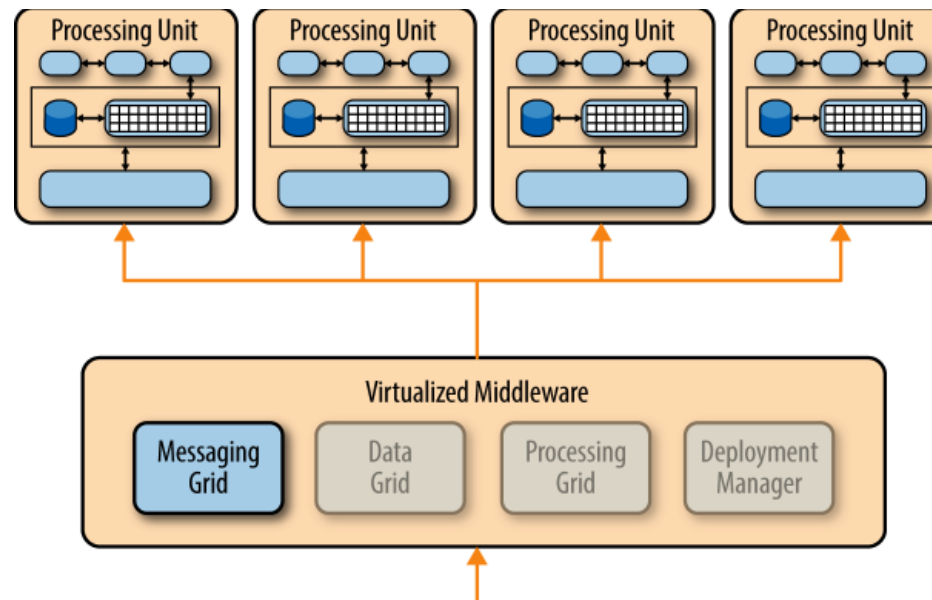 Processing Unit
Processing Unit
Processing Unit
Processing Unit
Virtualized Middleware
Messaging
Grid
Data
Grid
Processing
Grid
Deployment
Manager